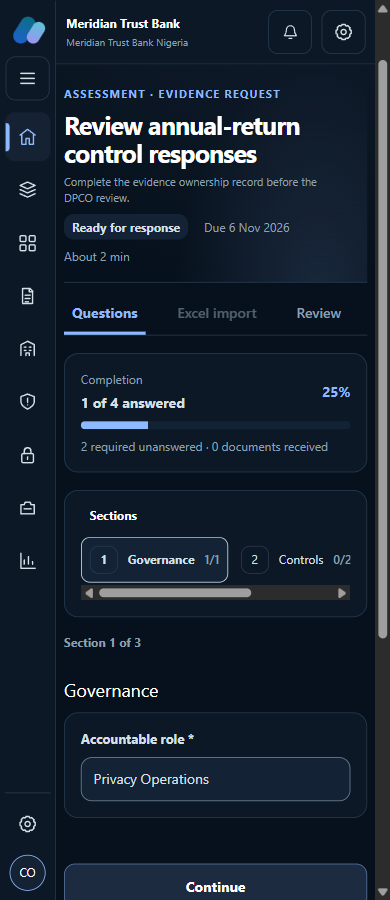 Meridian Trust Bank
Meridian Trust Bank Nigeria
ASSESSMENT · EVIDENCE REQUEST
Review annual-return
control responses
Complete the evidence ownership record before the
DPCO review.
Ready for response
Due 6 Nov 2026
About 2 min
Questions
Excel import
Review
Completion
1 of 4 answered
25%
2 required unanswered · 0 documents received
Sections
1 Governance 1/1
2 Controls 0/2
Section 1 of 3
Governance
Accountable role *
Privacy Operations
CO
Continue